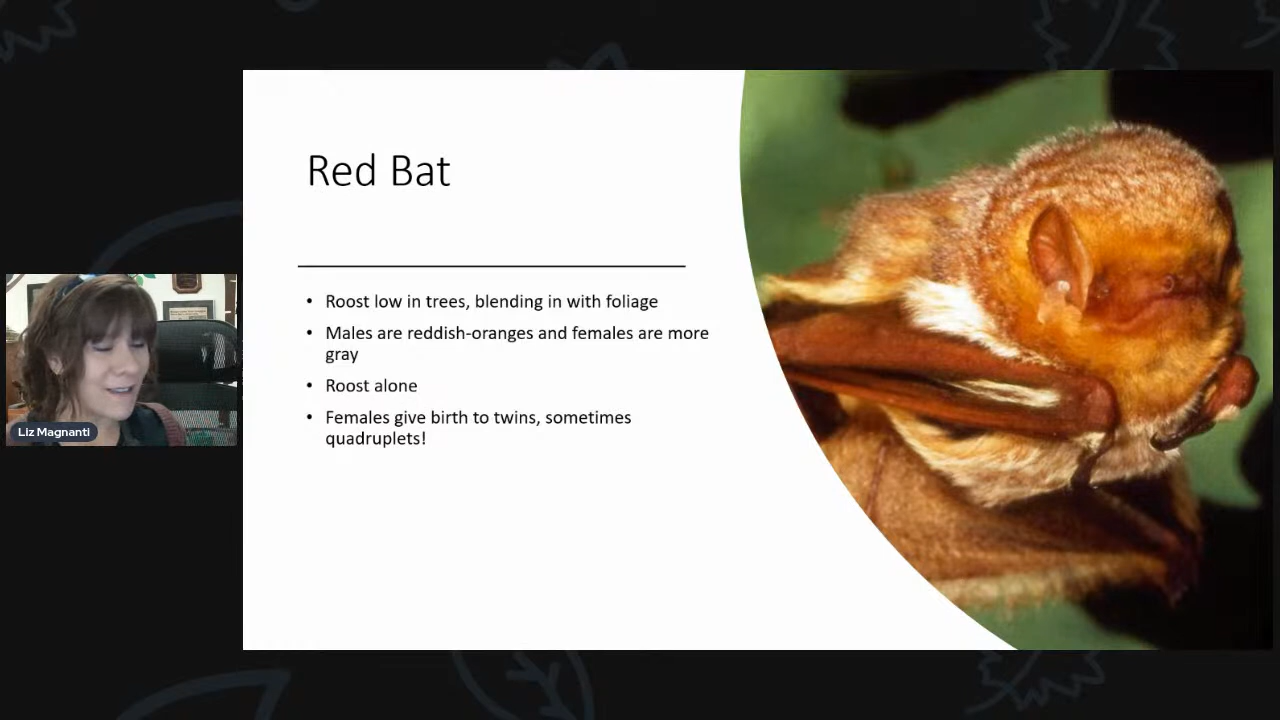 Red Bat
• Roost low in trees, blending in with foliage
• Males are reddish-oranges and females are more
gray
• Roost alone
• Females give birth to twins, sometimes
quadruplets!
Liz Magnanti